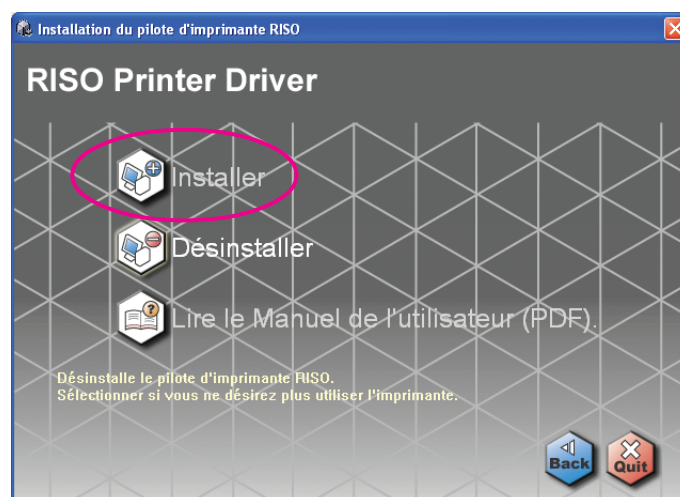 Installation du pilote d'imprimante RISO
RISO Printer Driver
Installer
Désinstaller
Lire le Manuel de l'utilisateur (PDF).
Désinstalle le pilote d'imprimante RISO.
Sélectionner si vous ne désirez plus utiliser l'imprimante.
Back
Quit